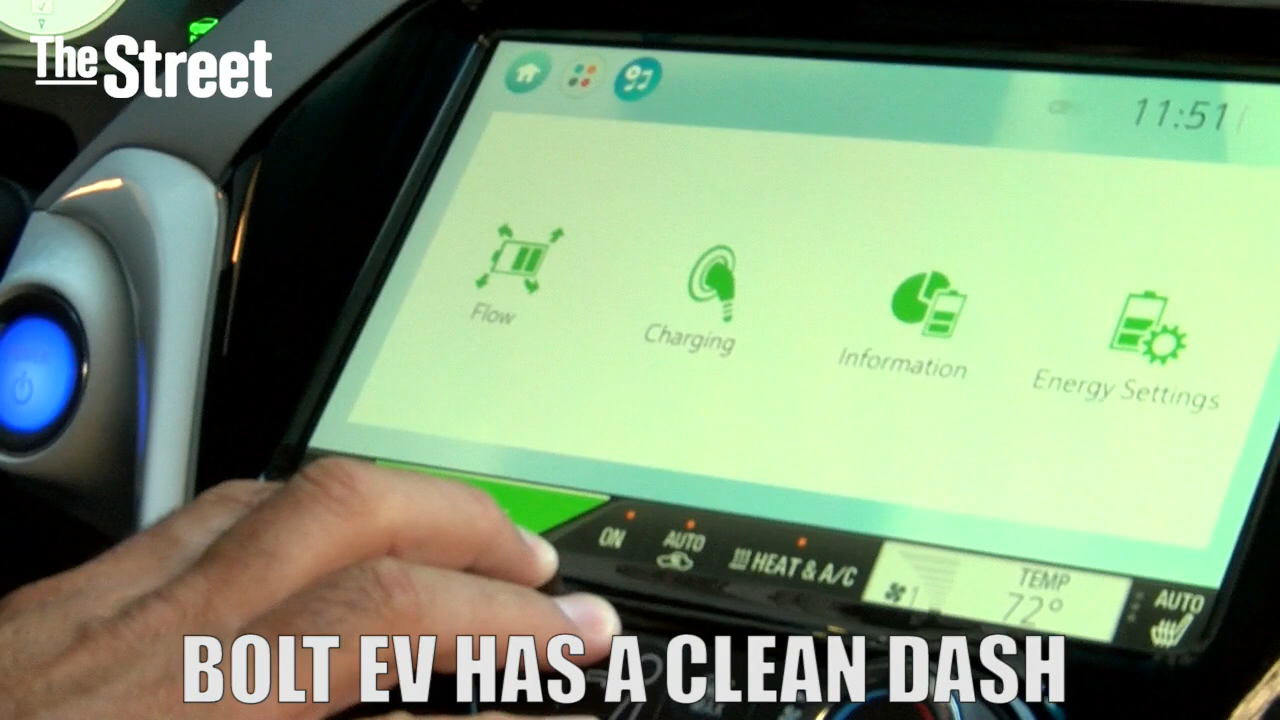 The Street
11:51
Flow
Charging
Information
Energy Settings
ON
AUTO
HEAT & A/C
1
TEMP
72°
AUTO
BOLT EV HAS A CLEAN DASH